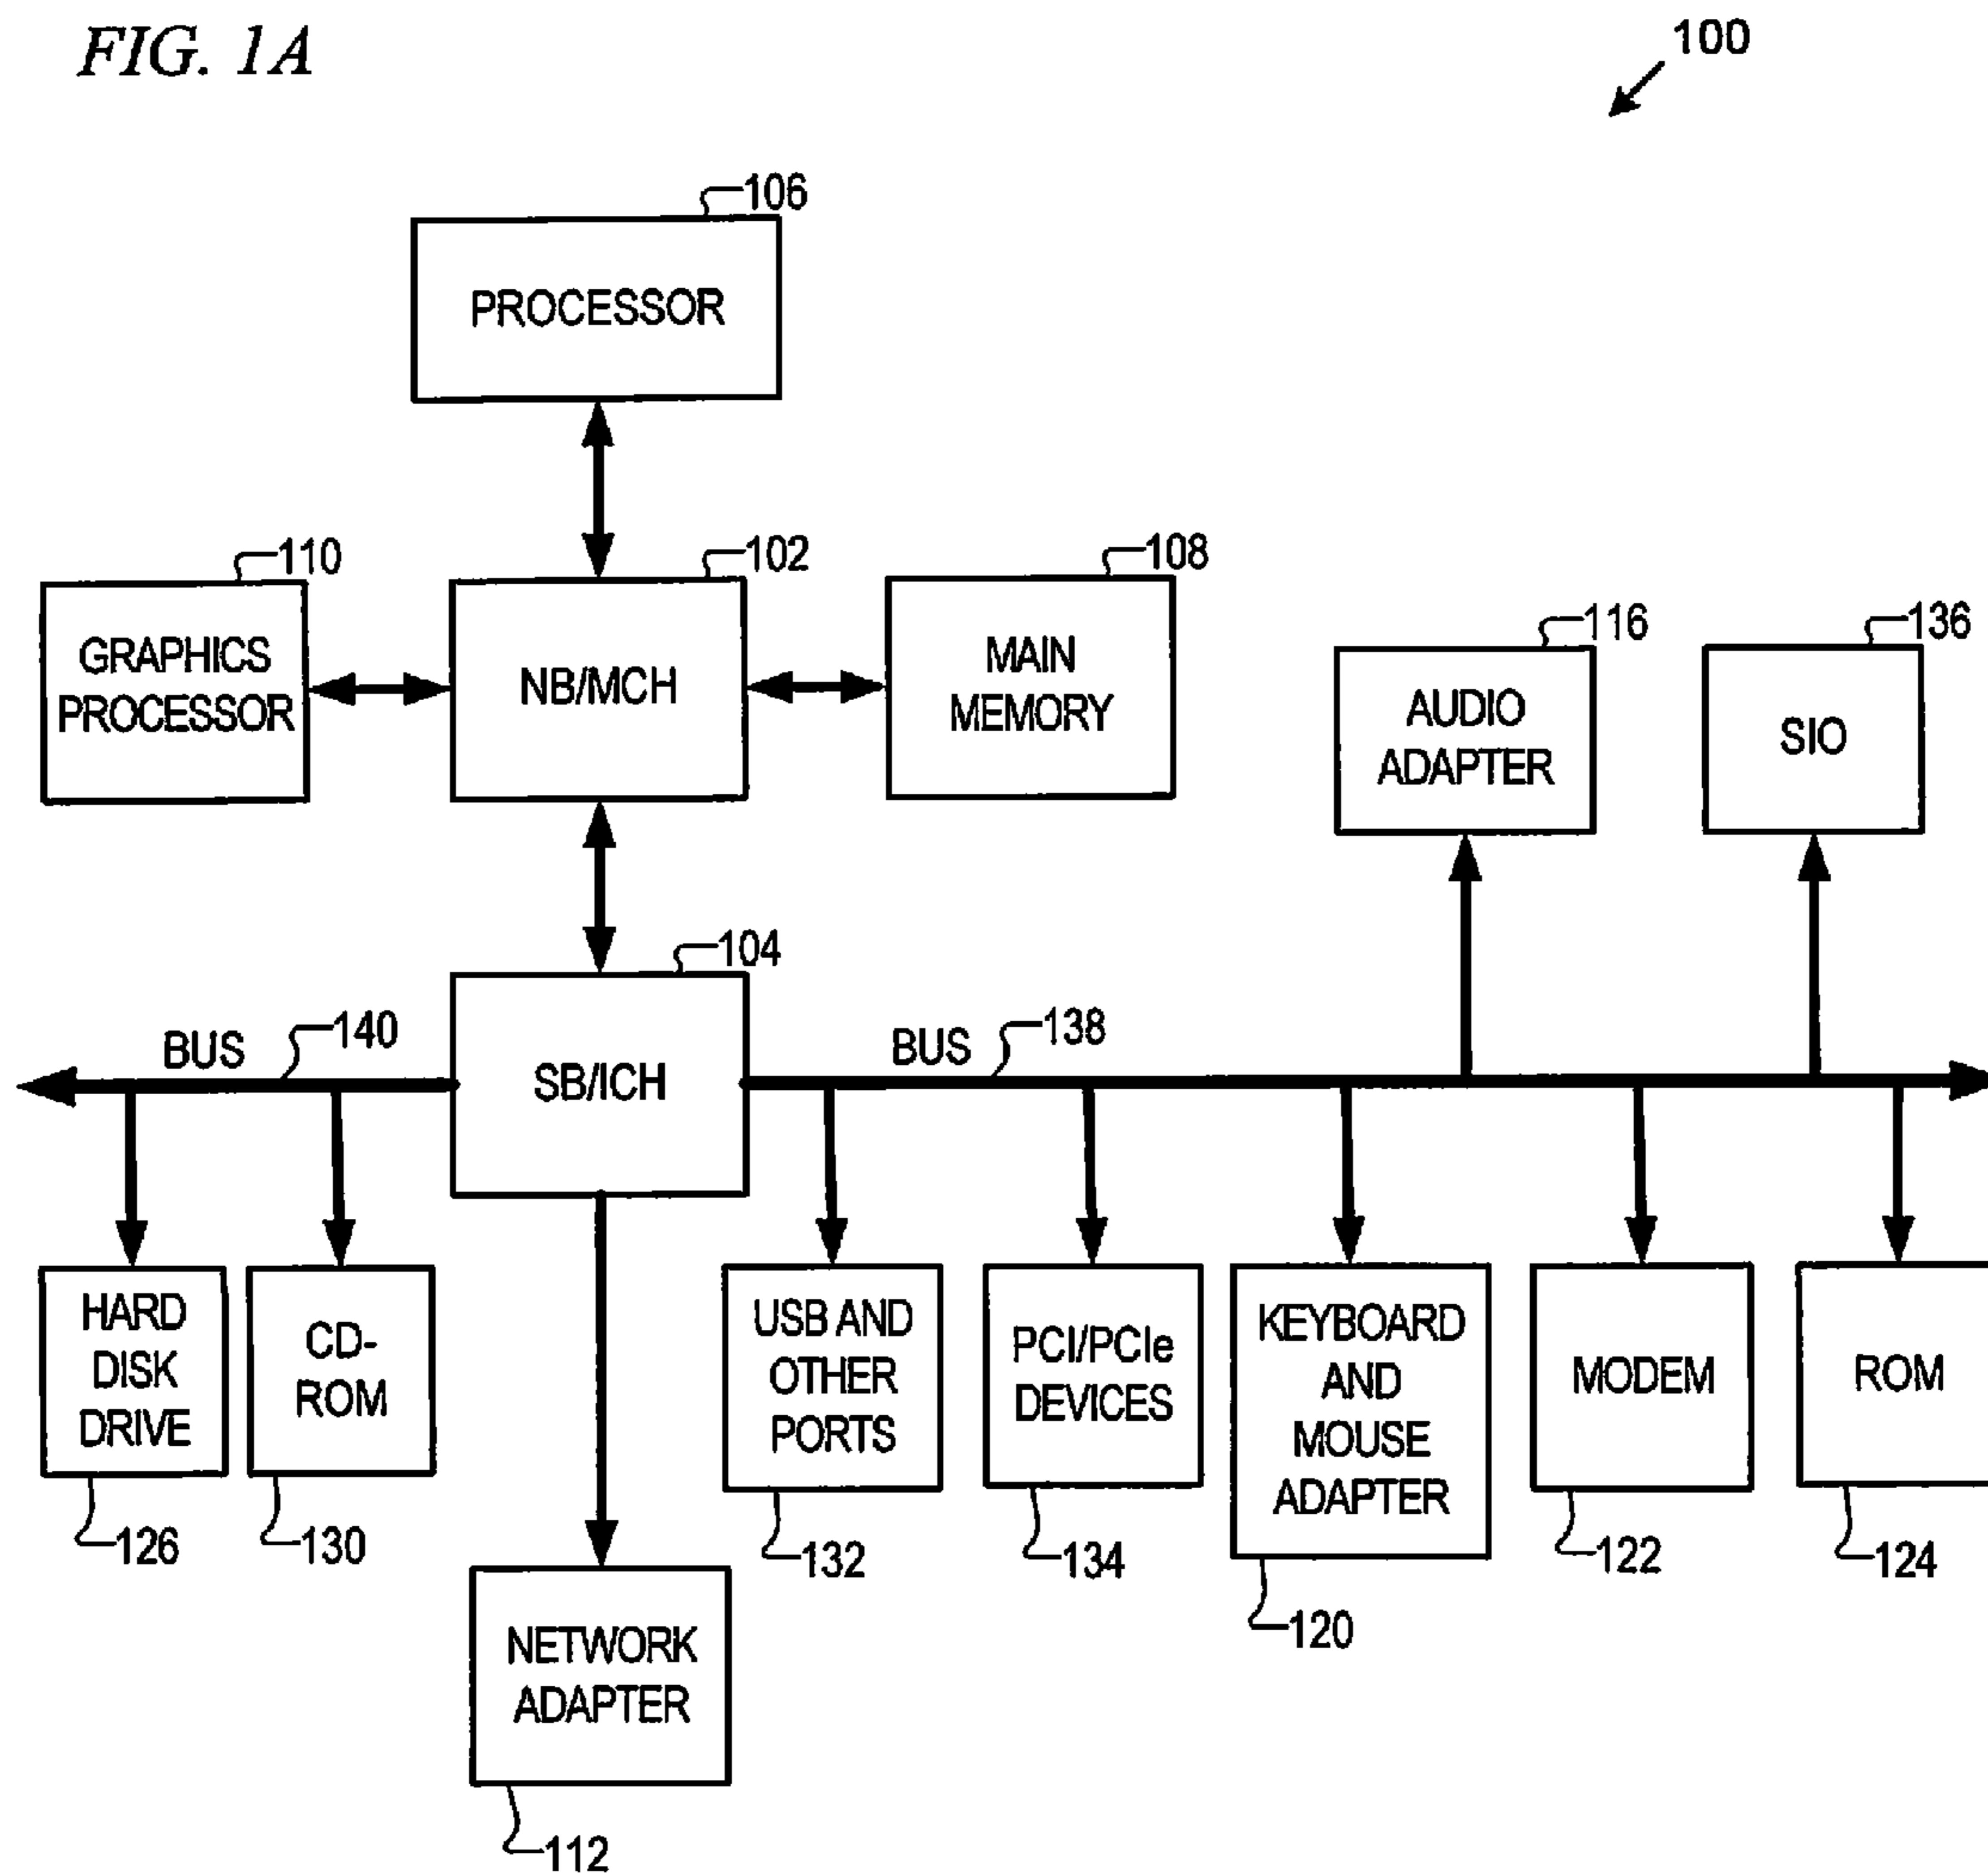 FIG. 1A
100
106
PROCESSOR
110
102
108
GRAPHICS
PROCESSOR
NB/MCH
MAIN
MEMORY
116
136
AUDIO
ADAPTER
SIO
104
BUS
140
SB/ICH
BUS
138
HARD
DISK
DRIVE
CD-
ROM
USB AND
OTHER
PORTS
PCI/PCIe
DEVICES
KEYBOARD
AND
MOUSE
ADAPTER
MODEM
ROM
126
130
132
134
120
122
124
NETWORK
ADAPTER
112